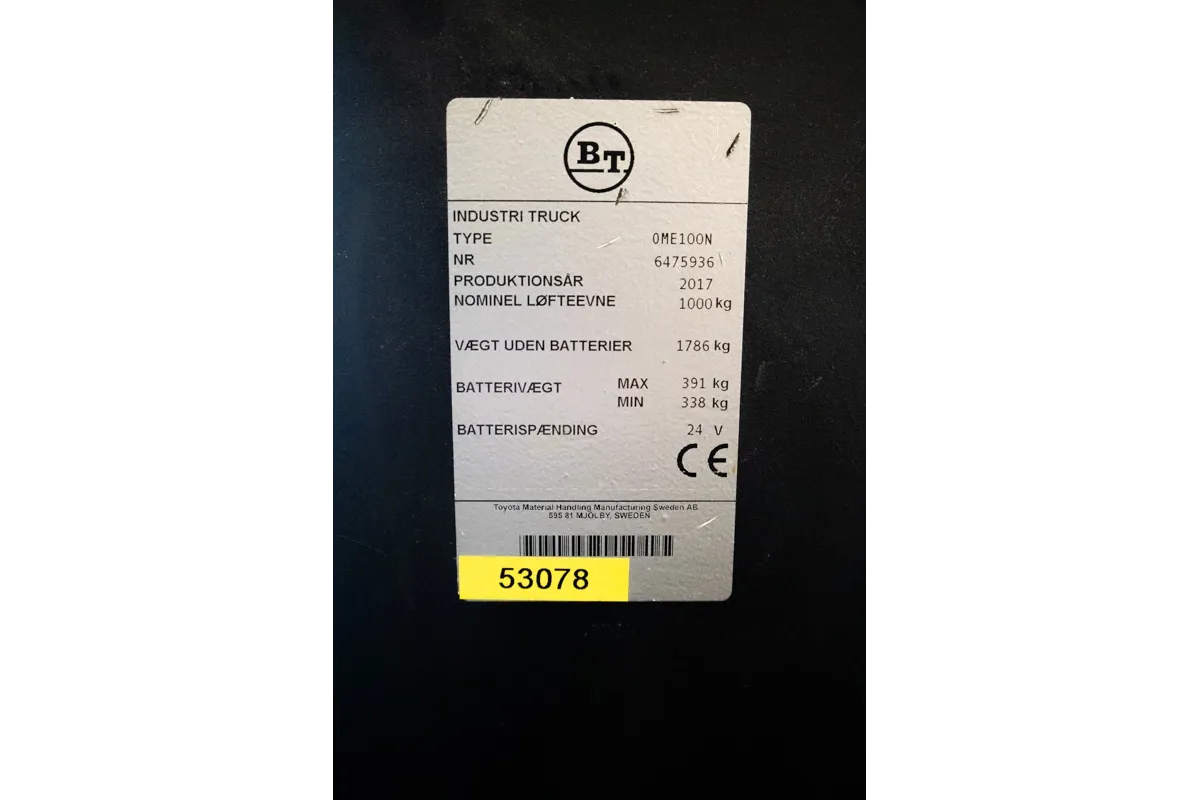 BT
INDUSTRI TRUCK
TYPE 0ME100N
NR 6475936
PRODUKTIONSÅR 2017
NOMINEL LØFTEEVNE 1000 kg
VÆGT UDEN BATTERIER 1786 kg
BATTERIVÆGT MAX 391 kg
MIN 338 kg
BATTERISPÆNDING 24 V
CE
Toyota Material Handling Manufacturing Sweden AB
595 81 MJÖLBY, SWEDEN
53078